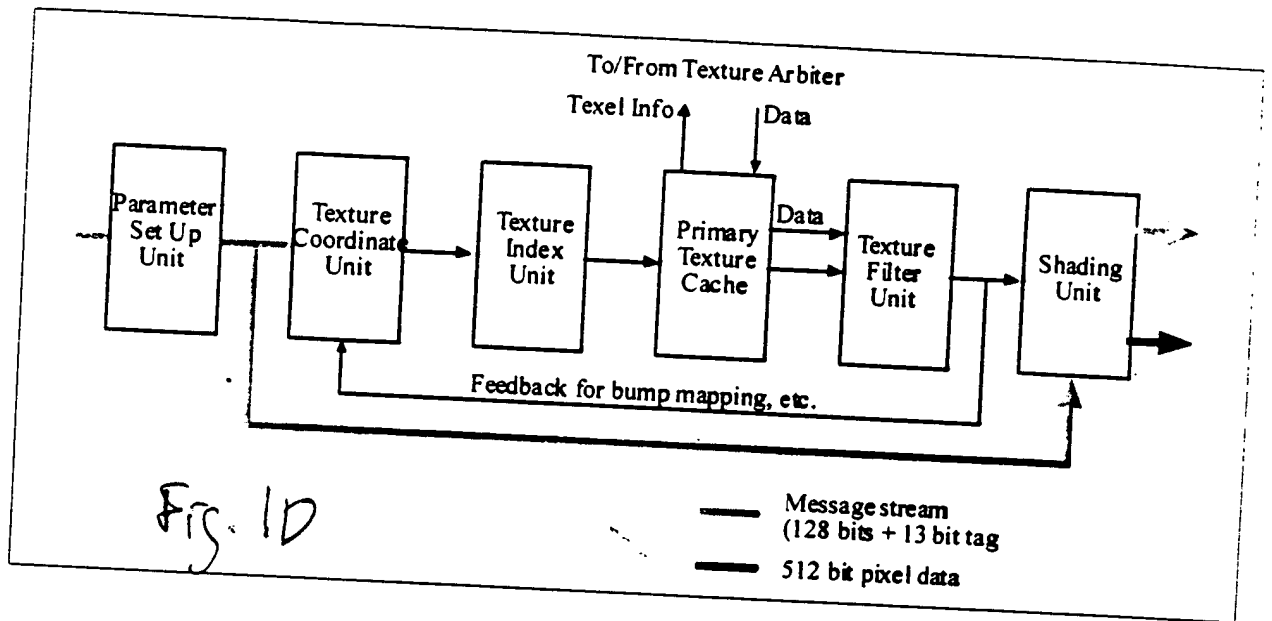 To/From Texture Arbiter
Texel Info
Data
Parameter
Set Up
Unit
Texture
Coordinate
Unit
Texture
Index
Unit
Primary
Texture
Cache
Data
Texture
Filter
Unit
Shading
Unit
Feedback for bump mapping, etc.
Fig. 1D
Message stream
(128 bits + 13 bit tag
512 bit pixel data